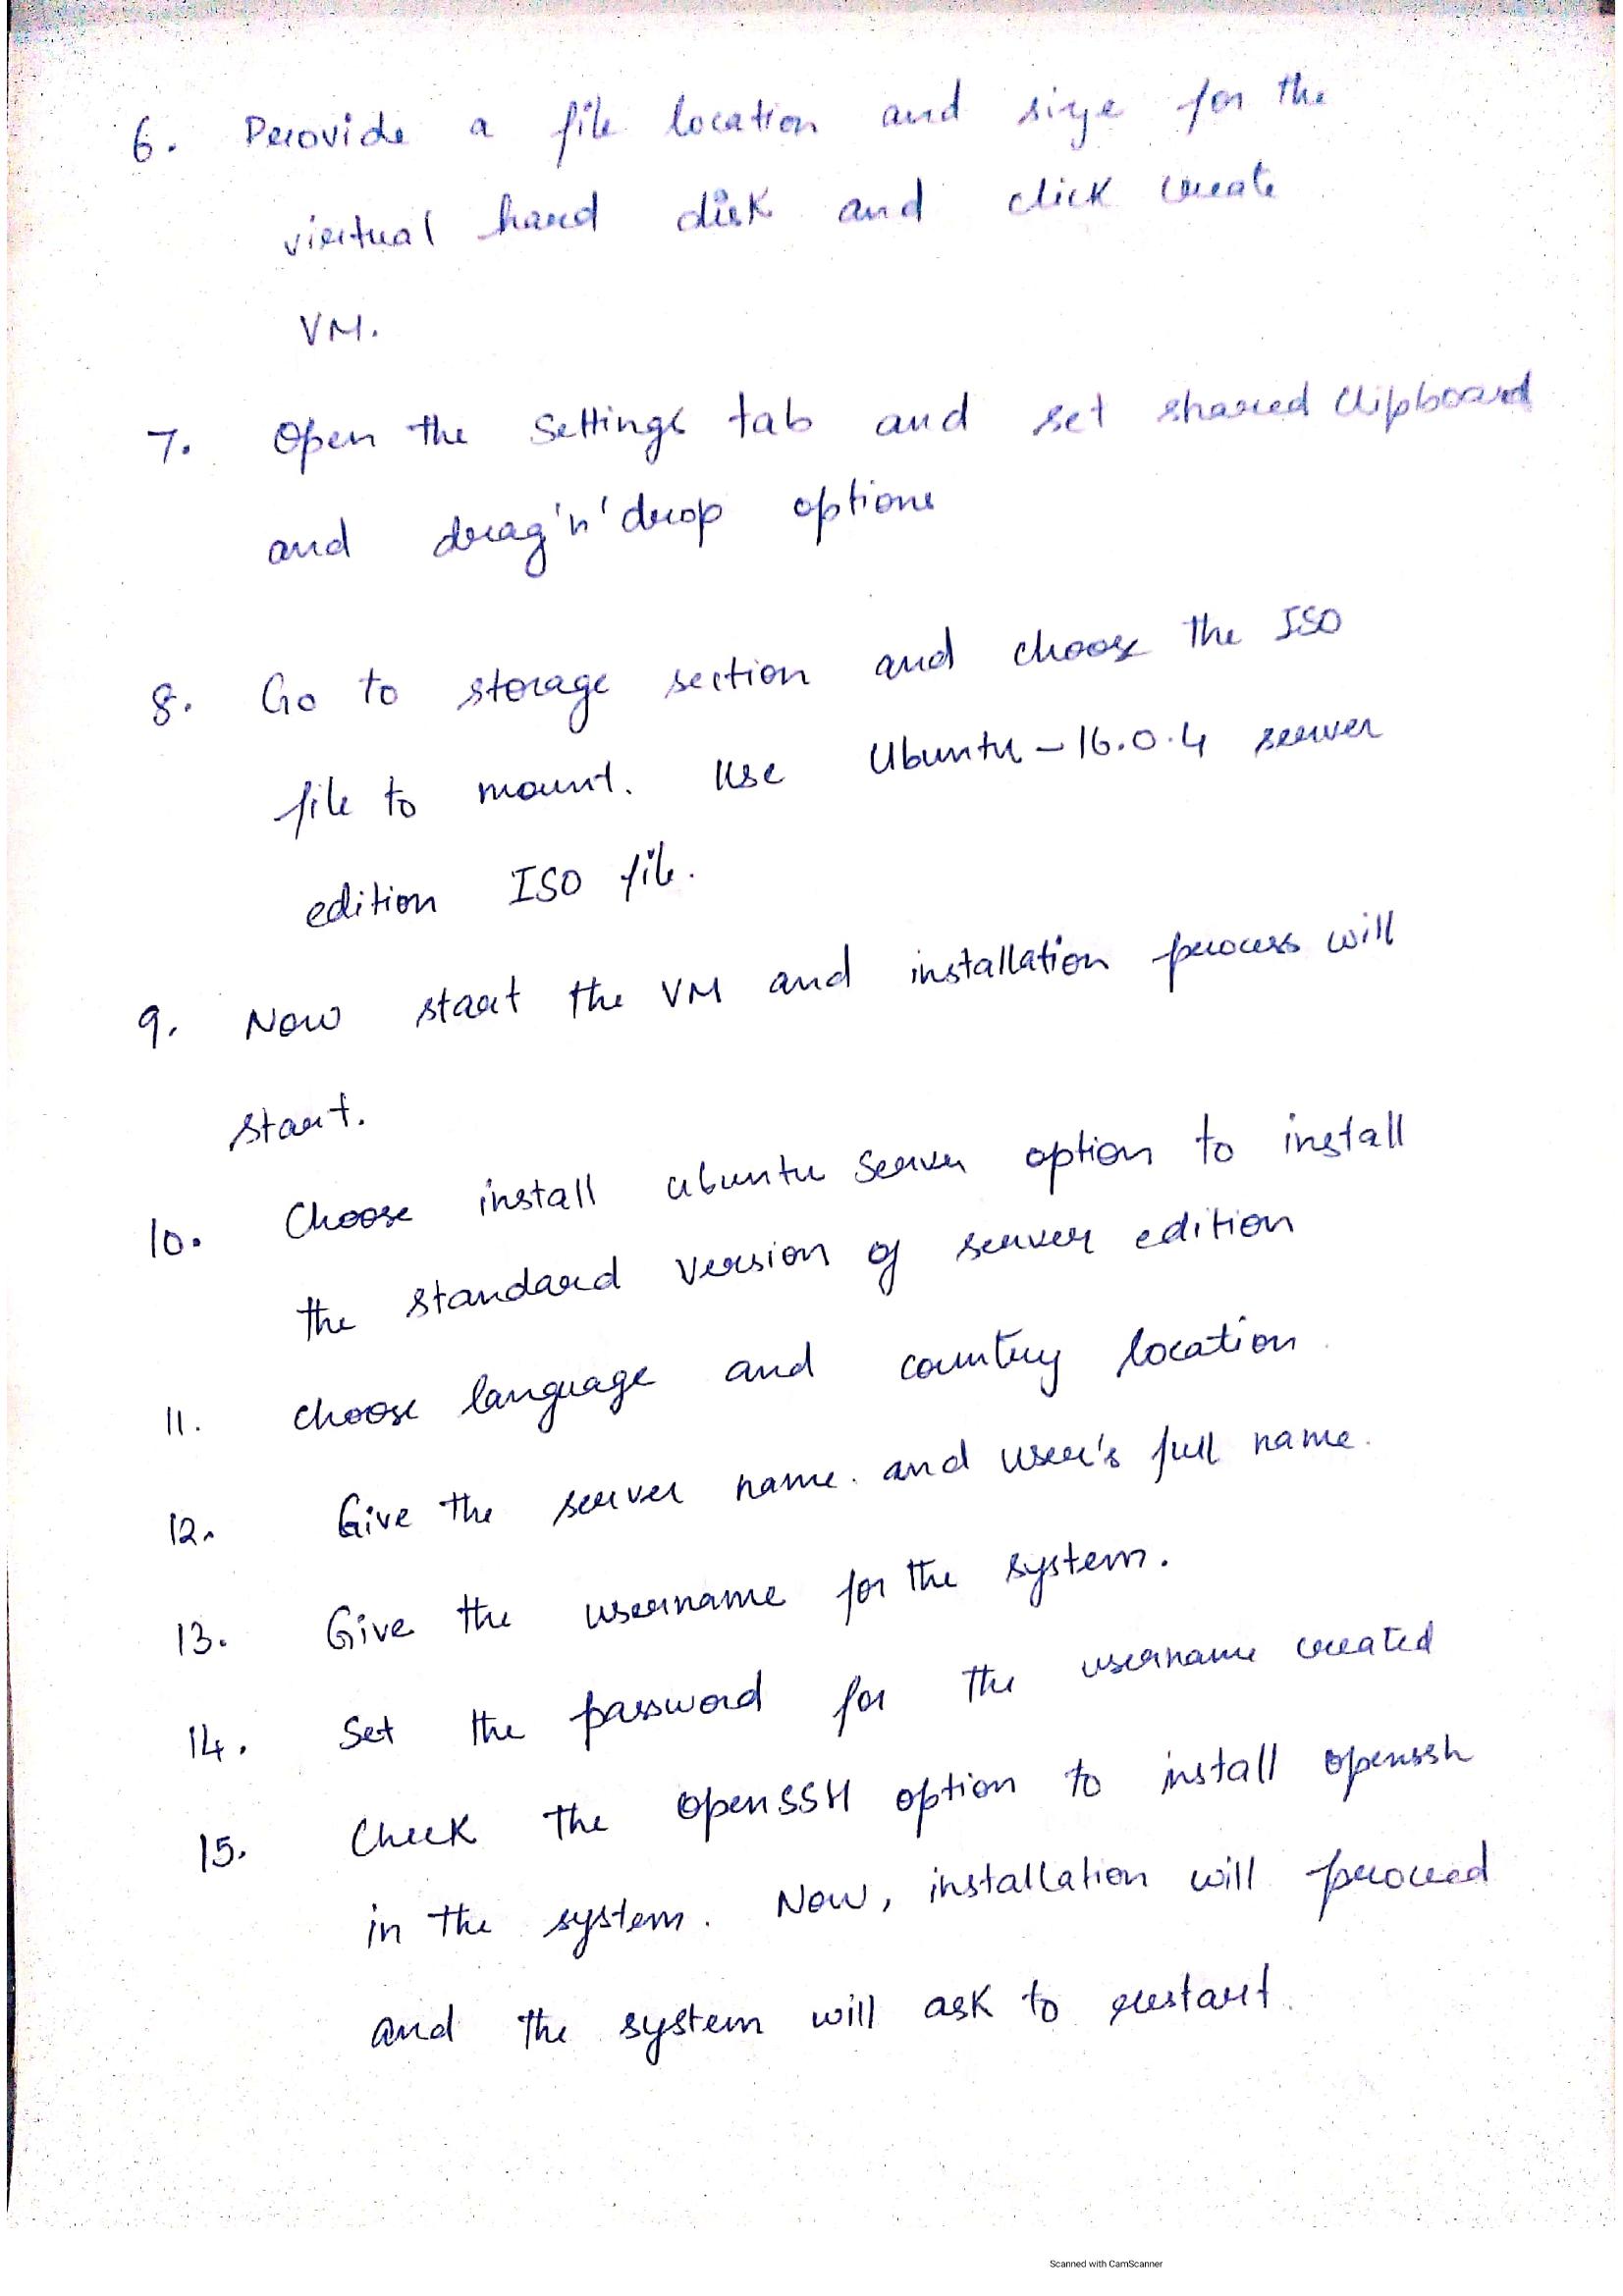 6. Provide a file location and size for the
virtual hard disk and click create
VM.
7. Open the Settings tab and set shared clipboard
and drag'n'drop options
8. Go to storage section and choose the ISO
file to mount. Use Ubuntu-16.0.4 server
edition ISO file.
9. Now start the VM and installation process will
start.
10. Choose install ubuntu Server option to install
the standard version of server edition
11. choose language and country location.
12. Give the server name. and user's full name.
13. Give the username for the system.
14. Set the password for the username created
15. Check the openSSH option to install openssh
in the system. Now, installation will proceed
and the system will ask to restart.
Scanned with CamScanner